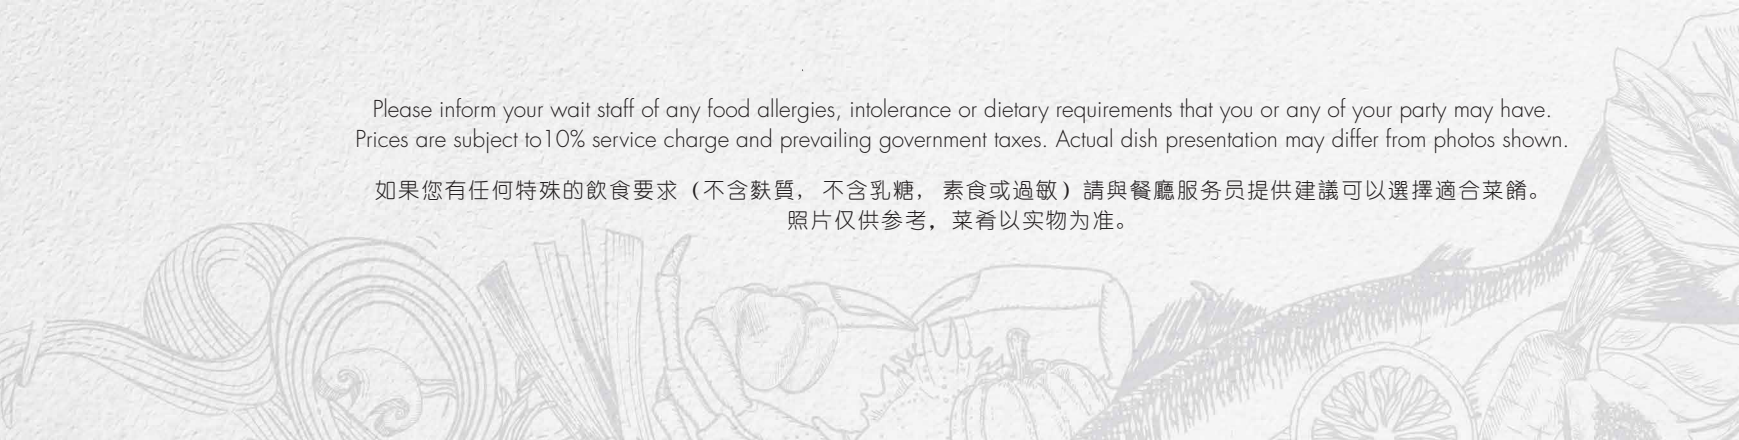 Please inform your wait staff of any food allergies, intolerance or dietary requirements that you or any of your party may have.
Prices are subject to10% service charge and prevailing government taxes. Actual dish presentation may differ from photos shown.
如果您有任何特殊的飲食要求（不含麩質， 不含乳糖， 素食或過敏）請與餐廳服务员提供建議可以選擇適合菜餚。
照片仅供参考，菜肴以实物为准。